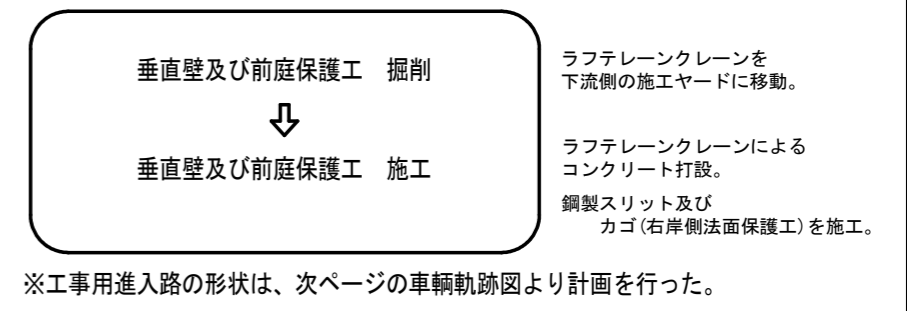 垂直壁及び前庭保護工　掘削
ラフテレーンクレーンを
下流側の施工ヤードに移動。
⇩
垂直壁及び前庭保護工　施工
ラフテレーンクレーンによる
コンクリート打設。
鋼製スリット及び
カゴ(右岸側法面保護工)を施工。
※工事用進入路の形状は、次ページの車輌軌跡図より計画を行った。